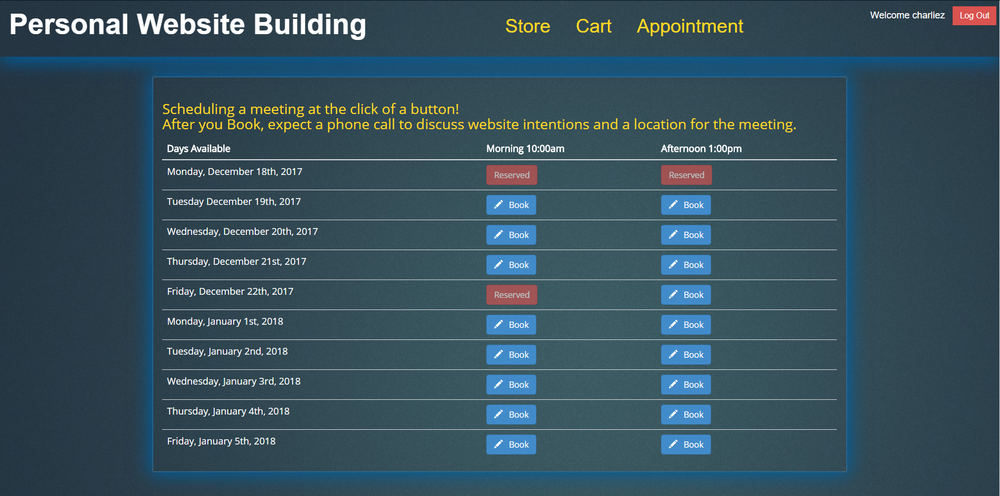 Personal Website Building
Store Cart Appointment
Welcome charliez Log Out
Scheduling a meeting at the click of a button!
After you Book, expect a phone call to discuss website intentions and a location for the meeting.
Days Available Morning 10:00am Afternoon 1:00pm
Monday, December 18th, 2017 Reserved Reserved
Tuesday December 19th, 2017 Book Book
Wednesday, December 20th, 2017 Book Book
Thursday, December 21st, 2017 Book Book
Friday, December 22th, 2017 Reserved Book
Monday, January 1st, 2018 Book Book
Tuesday, January 2nd, 2018 Book Book
Wednesday, January 3rd, 2018 Book Book
Thursday, January 4th, 2018 Book Book
Friday, January 5th, 2018 Book Book